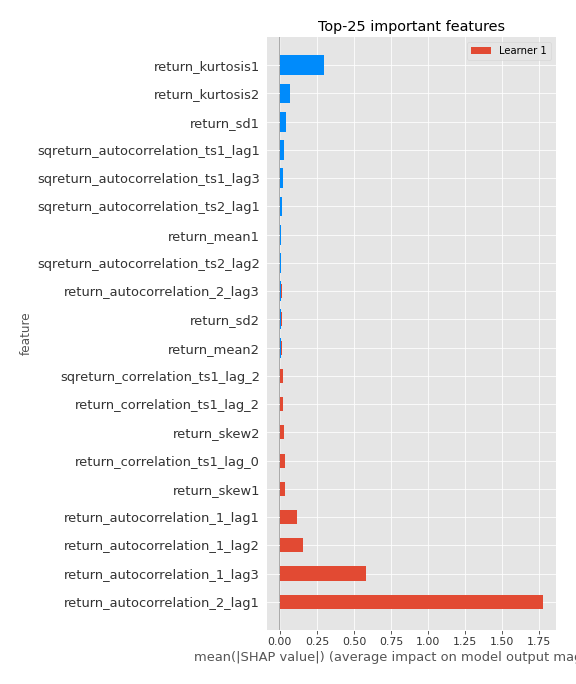 Top-25 important features
Learner 1
return_kurtosis1
return_kurtosis2
return_sd1
sqreturn_autocorrelation_ts1_lag1
sqreturn_autocorrelation_ts1_lag3
sqreturn_autocorrelation_ts2_lag1
return_mean1
sqreturn_autocorrelation_ts2_lag2
return_autocorrelation_2_lag3
return_sd2
return_mean2
sqreturn_correlation_ts1_lag_2
return_correlation_ts1_lag_2
return_skew2
return_correlation_ts1_lag_0
return_skew1
return_autocorrelation_1_lag1
return_autocorrelation_1_lag2
return_autocorrelation_1_lag3
return_autocorrelation_2_lag1
feature
0.00 0.25 0.50 0.75 1.00 1.25 1.50 1.75
mean(|SHAP value|) (average impact on model output mag